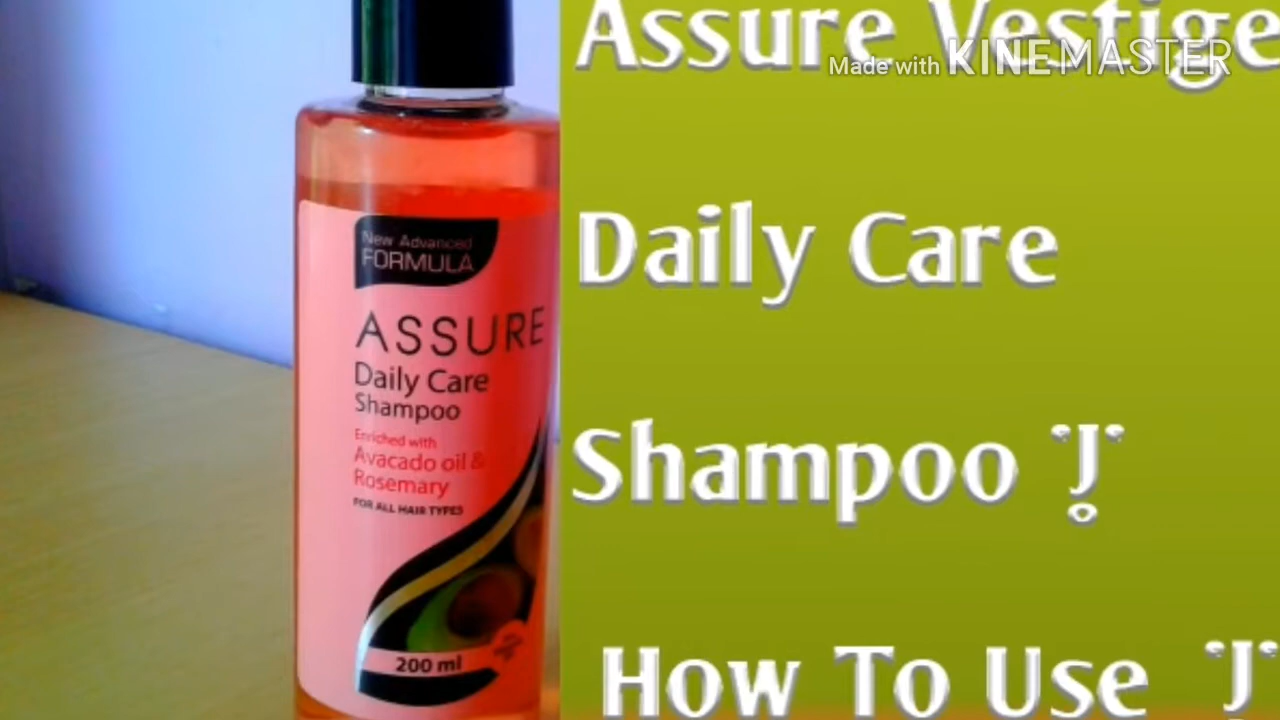 New Advanced
FORMULA
ASSURE
Daily Care
Shampoo
Enriched with
Avacado oil &
Rosemary
FOR ALL HAIR TYPES
200 ml
Assure Vestige
Made with KINEMASTER
Daily Care
Shampoo
How To Use